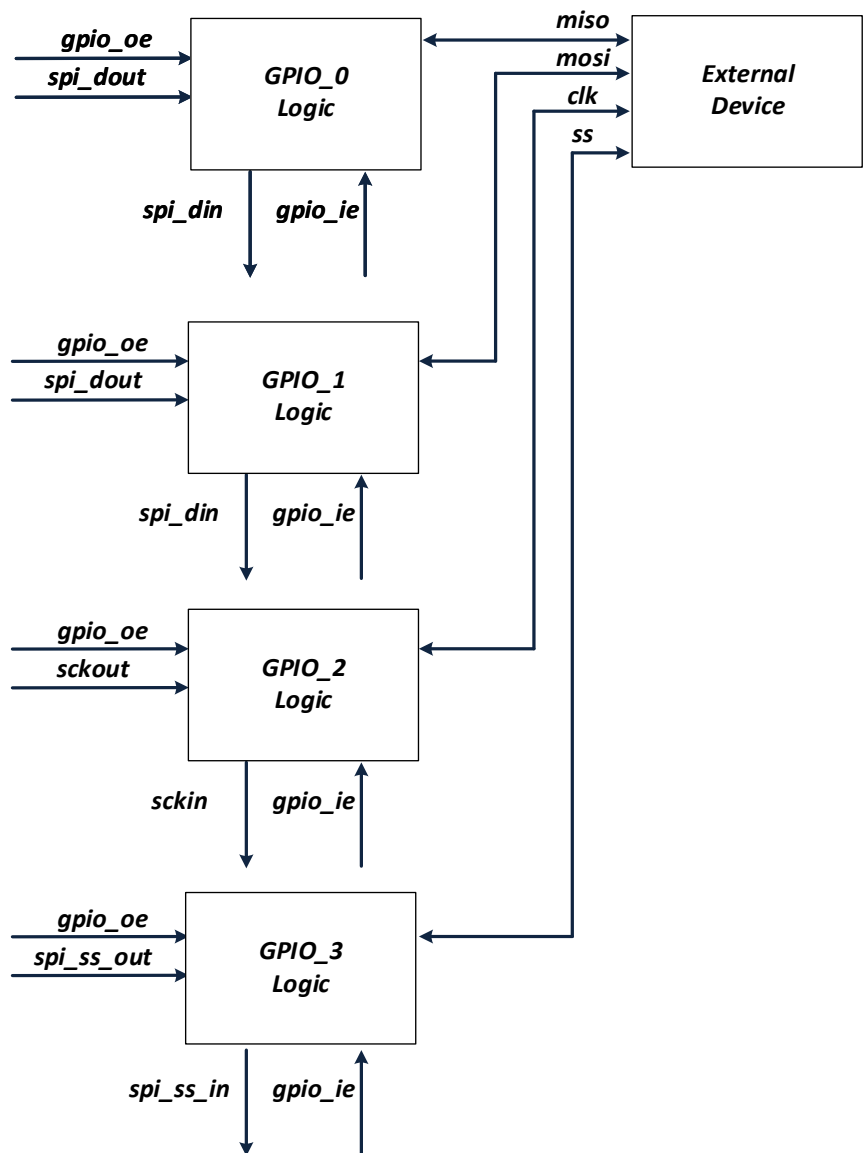 gpio_oe
spi_dout
GPIO_0
Logic
miso
mosi
clk
ss
External
Device
spi_din
gpio_ie
gpio_oe
spi_dout
GPIO_1
Logic
spi_din
gpio_ie
gpio_oe
sckout
GPIO_2
Logic
sckin
gpio_ie
gpio_oe
spi_ss_out
GPIO_3
Logic
spi_ss_in
gpio_ie